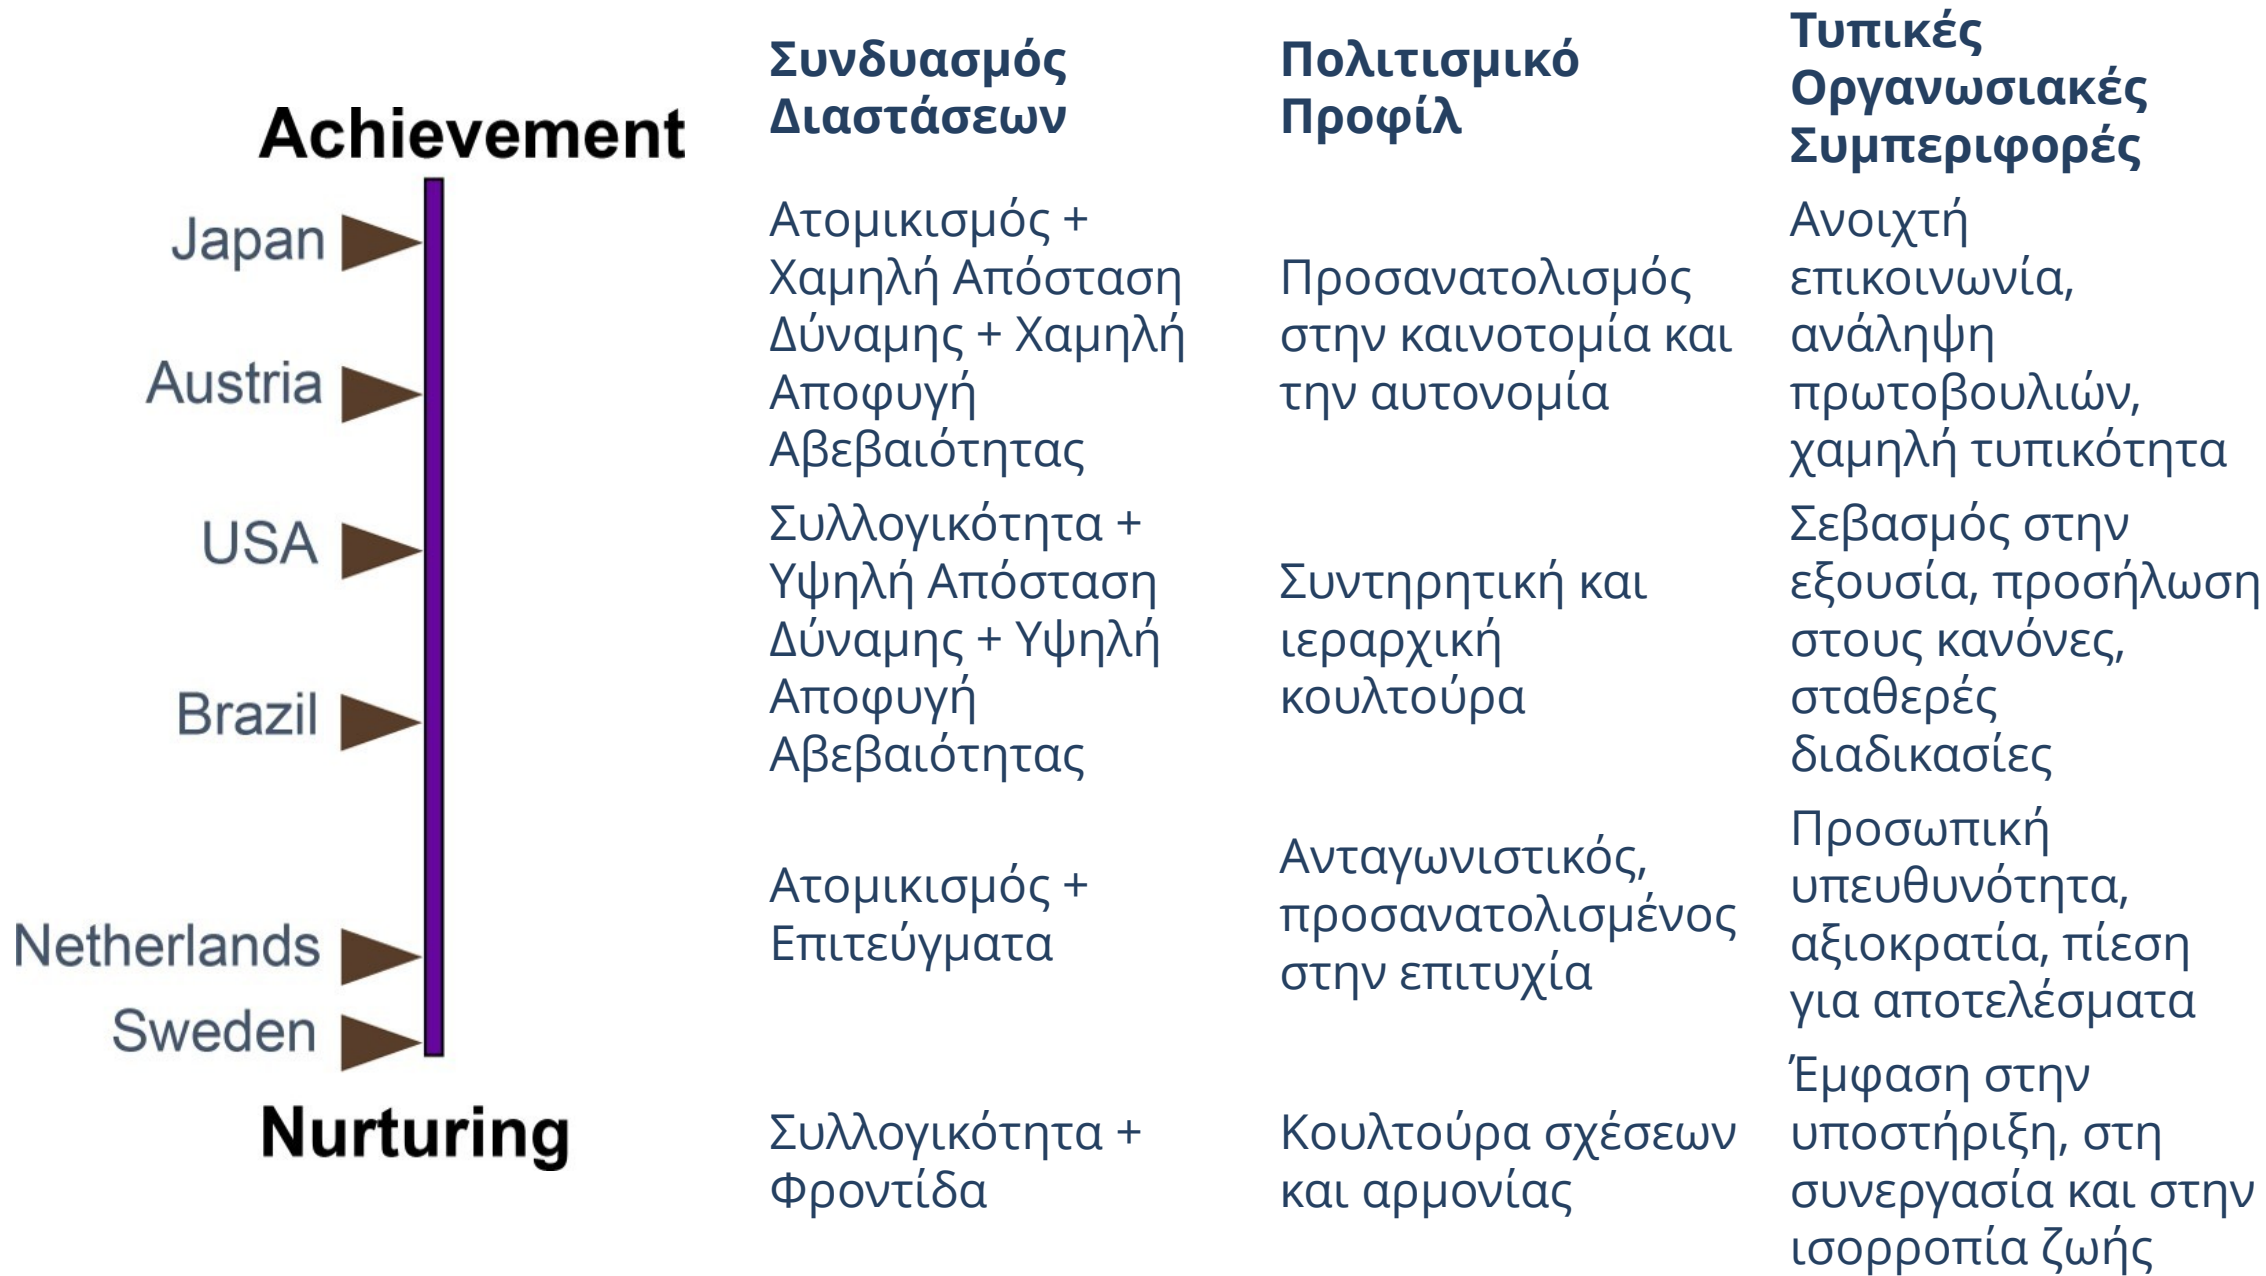 Achievement
Japan
Austria
USA
Brazil
Netherlands
Sweden
Nurturing
Συνδυασμός
Διαστάσεων
Πολιτισμικό
Προφίλ
Τυπικές
Οργανωσιακές
Συμπεριφορές
Ατομικισμός +
Χαμηλή Απόσταση
Δύναμης + Χαμηλή
Αποφυγή
Αβεβαιότητας
Προσανατολισμός
στην καινοτομία και
την αυτονομία
Ανοιχτή
επικοινωνία,
ανάληψη
πρωτοβουλιών,
χαμηλή τυπικότητα
Συλλογικότητα +
Υψηλή Απόσταση
Δύναμης + Υψηλή
Αποφυγή
Αβεβαιότητας
Συντηρητική και
ιεραρχική
κουλτούρα
Σεβασμός στην
εξουσία, προσήλωση
στους κανόνες,
σταθερές
διαδικασίες
Ατομικισμός +
Επιτεύγματα
Ανταγωνιστικός,
προσανατολισμένος
στην επιτυχία
Προσωπική
υπευθυνότητα,
αξιοκρατία, πίεση
για αποτελέσματα
Συλλογικότητα +
Φροντίδα
Κουλτούρα σχέσεων
και αρμονίας
Έμφαση στην
υποστήριξη, στη
συνεργασία και στην
ισορροπία ζωής